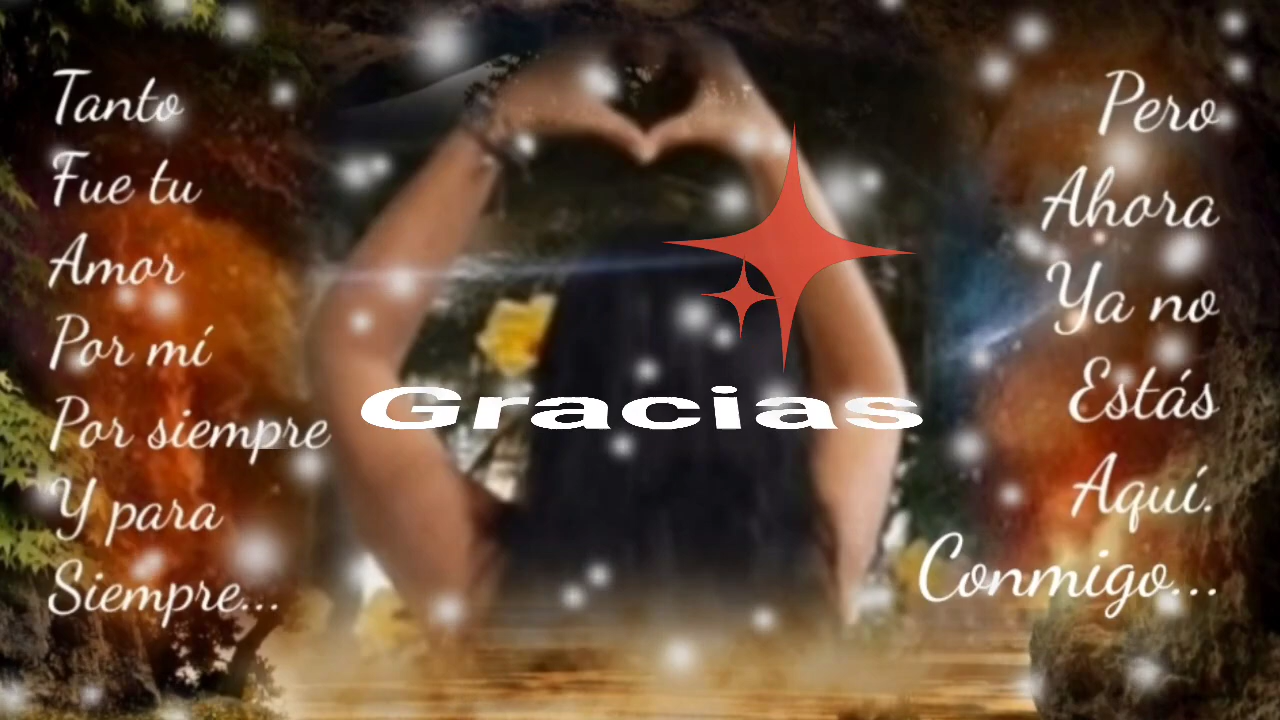 Tanto
Fue tu
Amor
Por mí
Por siempre
Y para
Siempre...
Gracias
Pero
Ahora
Ya no
Estás
Aquí.
Conmigo...